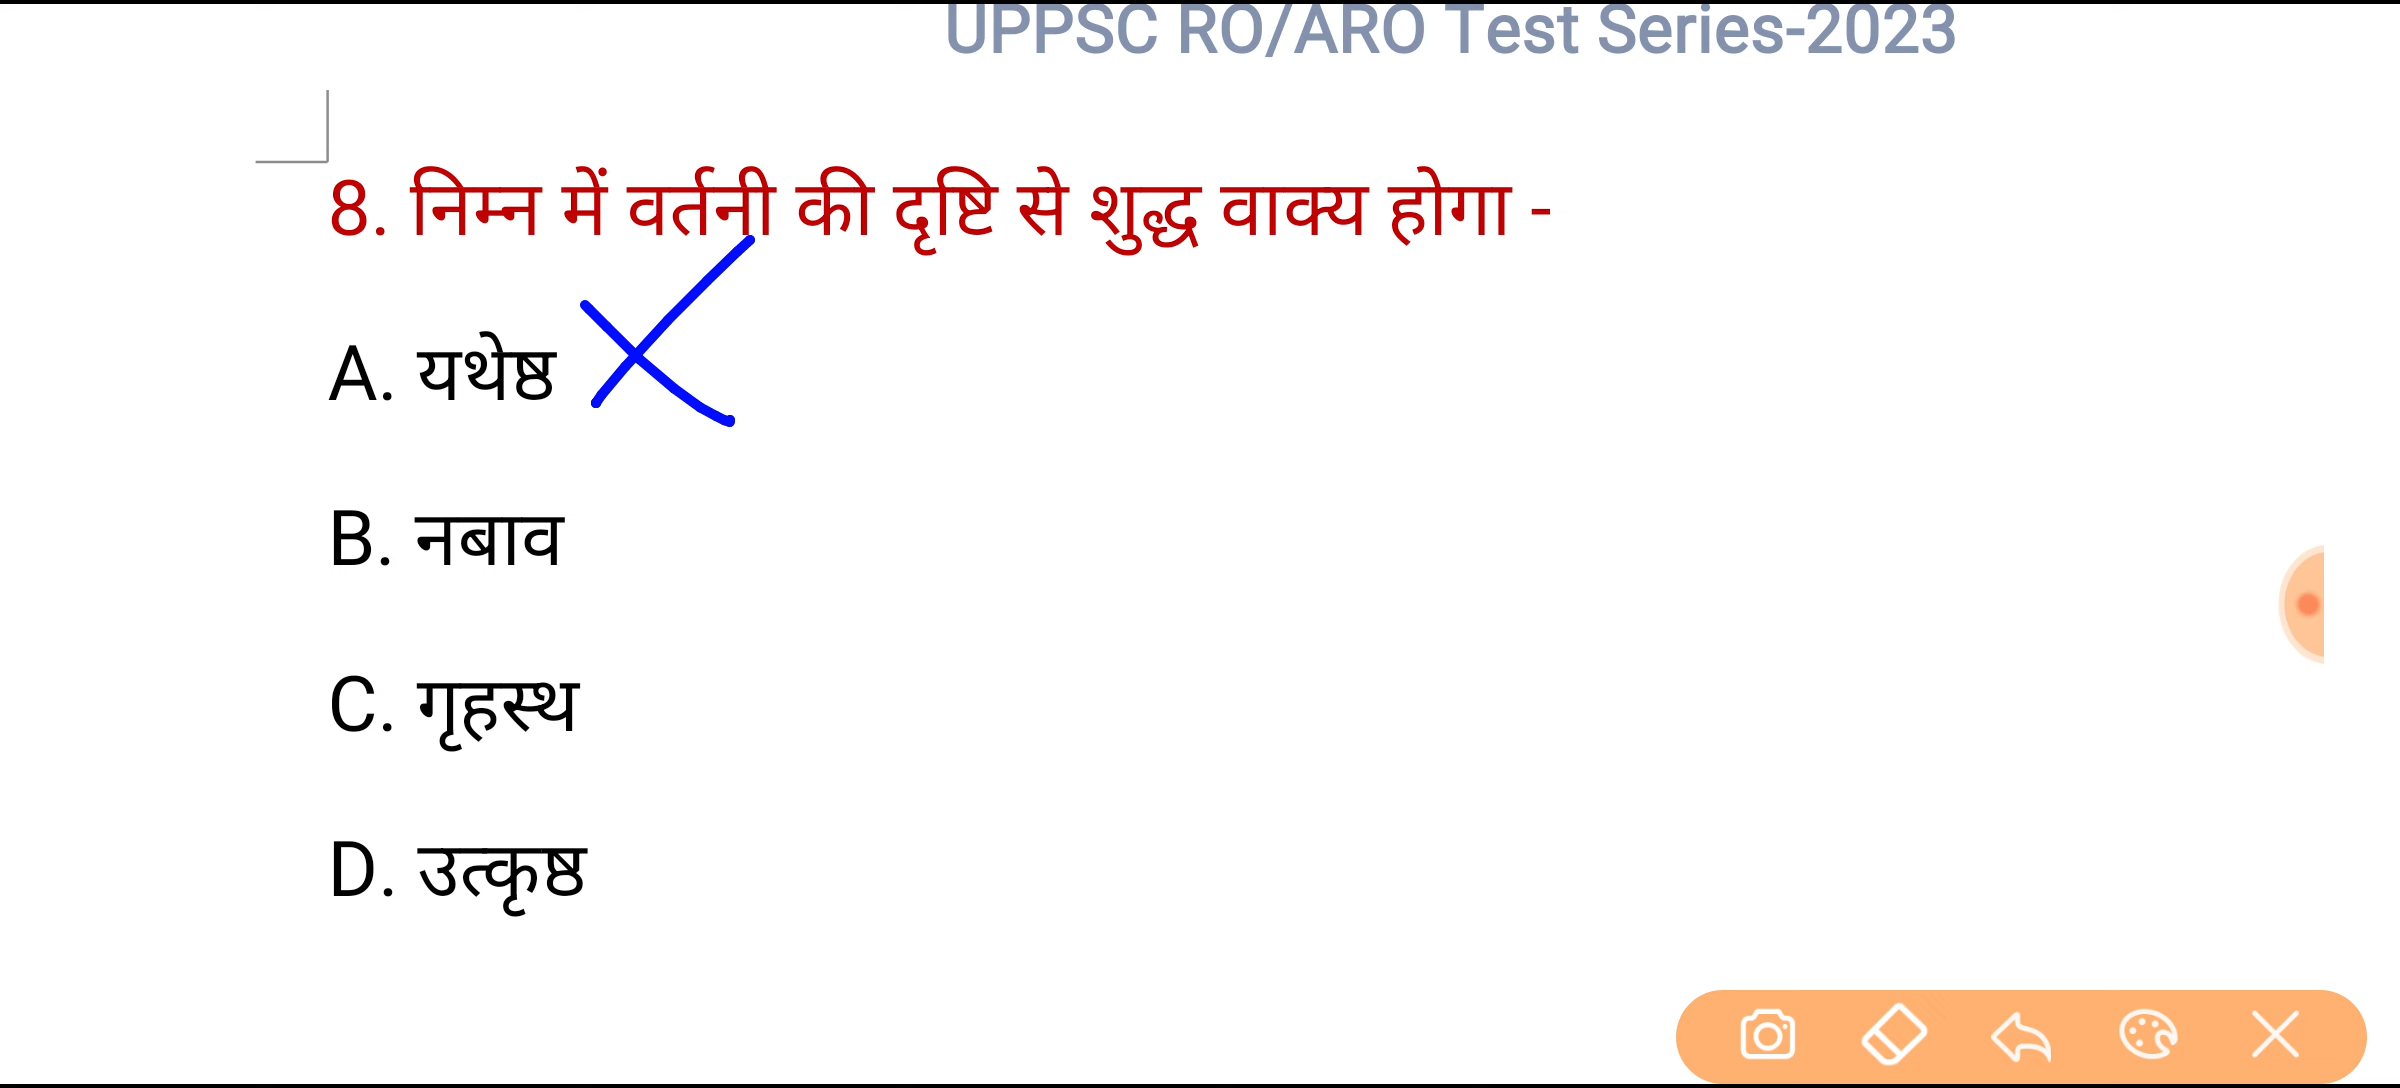 UPPSC RO/ARO Test Series-2023
8. निम्न में वर्तनी की दृष्टि से शुद्ध वाक्य होगा -
A. यथेष्ठ
B. नबाव
C. गृहस्थ
D. उत्कृष्ठ